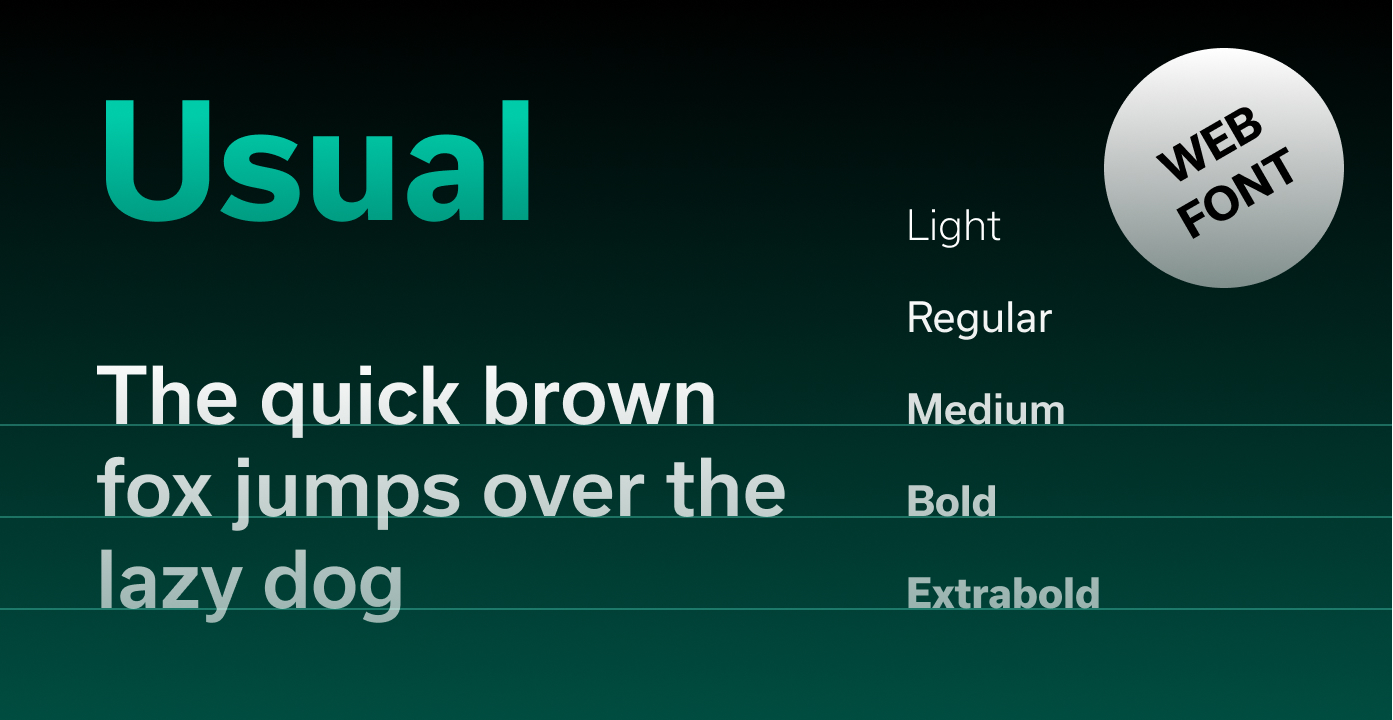 Usual
WEB
FONT
Light
Regular
The quick brown
Medium
fox jumps over the
Bold
lazy dog
Extrabold